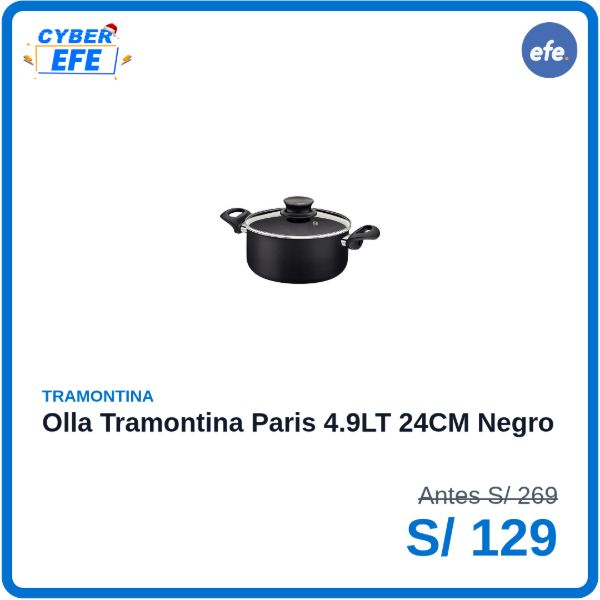 CYBER
EFE
efe.
TRAMONTINA
Olla Tramontina Paris 4.9LT 24CM Negro
Antes S/ 269
S/ 129